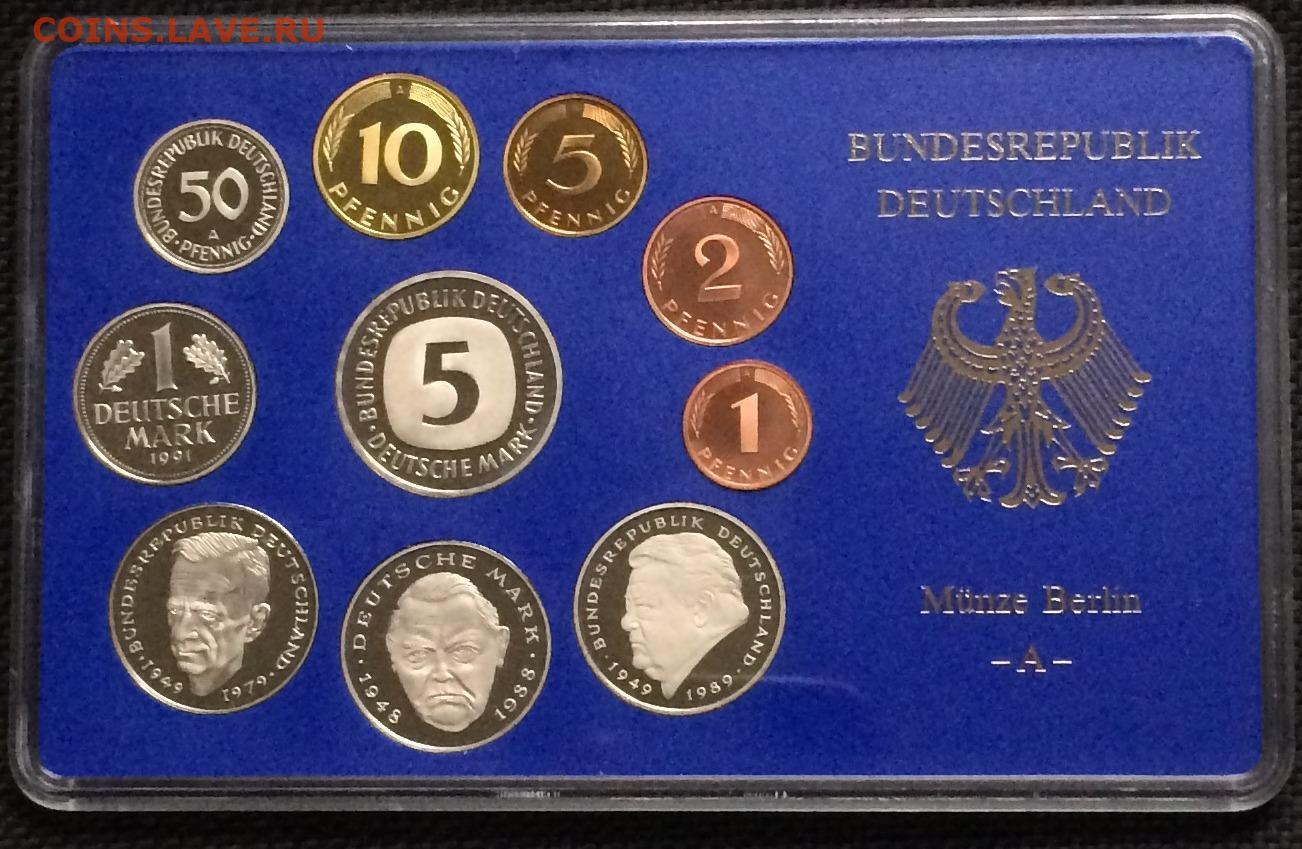 COINS.LAVE.RU
BUNDESREPUBLIK
DEUTSCHLAND
Münze Berlin
–A–
BUNDESREPUBLIK DEUTSCHLAND
50
A
·PFENNIG·
A
10
PFENNIG
5
PFENNIG
A
2
PFENNIG
1
PFENNIG
1
DEUTSCHE
MARK
1991
BUNDESREPUBLIK DEUTSCHLAND
5
·DEUTSCHE MARK·
BUNDESREPUBLIK DEUTSCHLAND
·1949 1979·
·DEUTSCHE MARK·
1948 1988
BUNDESREPUBLIK DEUTSCHLAND
·1949 1989·